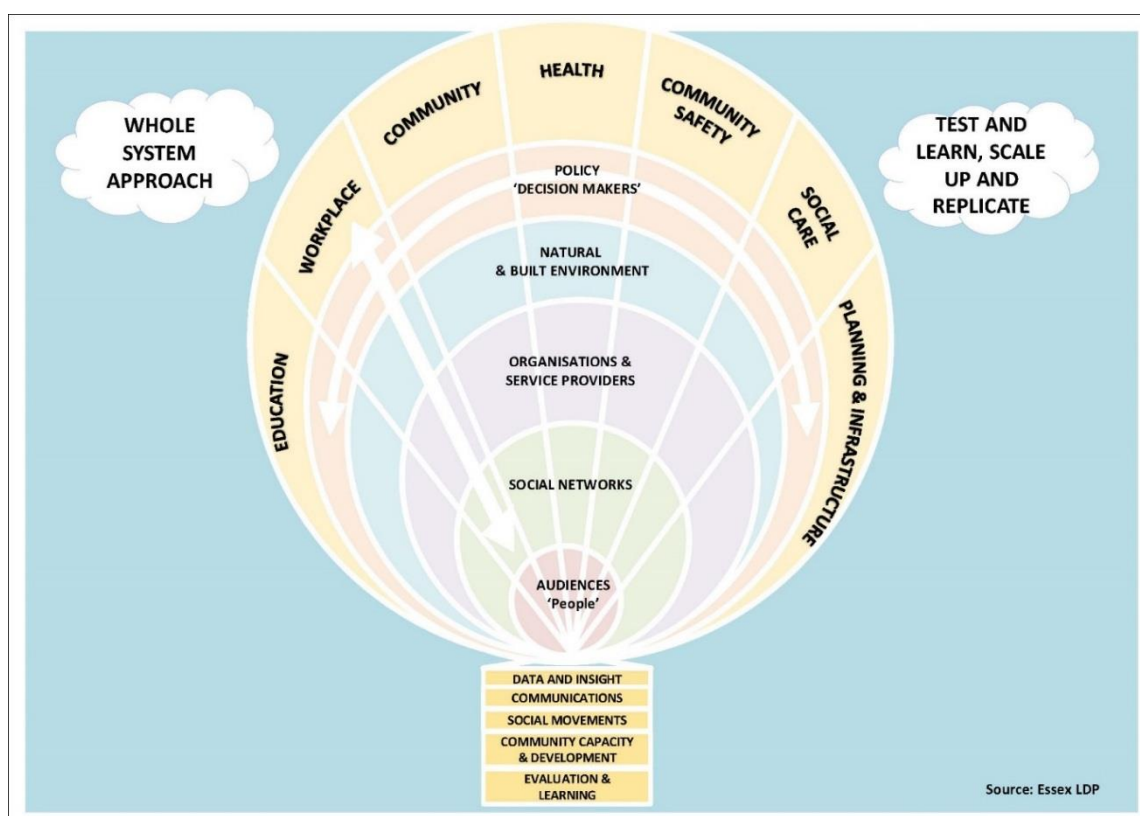 WHOLE
SYSTEM
APPROACH
TEST AND
LEARN, SCALE
UP AND
REPLICATE
EDUCATION
WORKPLACE
COMMUNITY
HEALTH
COMMUNITY
SAFETY
SOCIAL
CARE
PLANNING & INFRASTRUCTURE
POLICY
'DECISION MAKERS'
NATURAL
& BUILT ENVIRONMENT
ORGANISATIONS &
SERVICE PROVIDERS
SOCIAL NETWORKS
AUDIENCES
'People'
DATA AND INSIGHT
COMMUNICATIONS
SOCIAL MOVEMENTS
COMMUNITY CAPACITY
& DEVELOPMENT
EVALUATION &
LEARNING
Source: Essex LDP